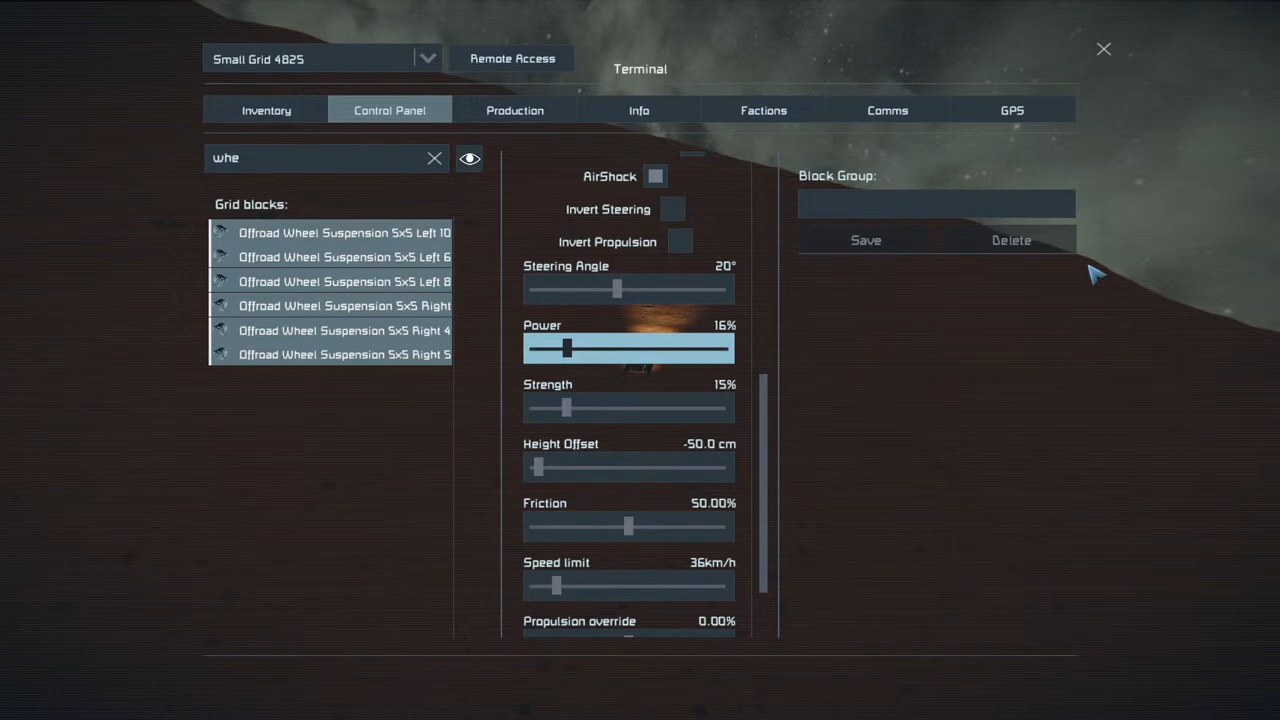 Small Grid 4825
Remote Access
Terminal
Inventory
Control Panel
Production
Info
Factions
Comms
GPS
whe
Grid blocks:
Offroad Wheel Suspension 5x5 Left 10
Offroad Wheel Suspension 5x5 Left 6
Offroad Wheel Suspension 5x5 Left 8
Offroad Wheel Suspension 5x5 Right
Offroad Wheel Suspension 5x5 Right 4
Offroad Wheel Suspension 5x5 Right 5
AirShock
Invert Steering
Invert Propulsion
Steering Angle 20°
Power 16%
Strength 15%
Height Offset -50.0 cm
Friction 50.00%
Speed limit 36km/h
Propulsion override 0.00%
Block Group:
Save
Delete